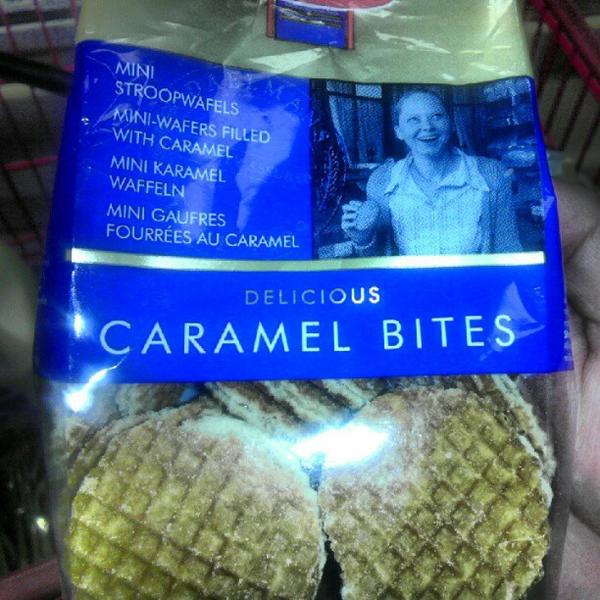 MINI
STROOPWAFELS
MINI-WAFERS FILLED
WITH CARAMEL
MINI KARAMEL
WAFFELN
MINI GAUFRES
FOURRÉES AU CARAMEL
DELICIOUS
CARAMEL BITES